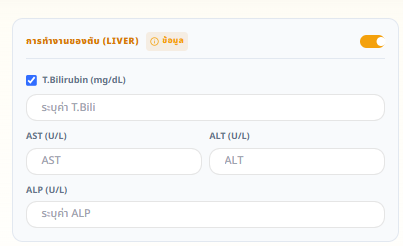 การทำงานของตับ (LIVER) ข้อมูล
T.Bilirubin (mg/dL)
ระบุค่า T.Bili
AST (U/L) ALT (U/L)
AST ALT
ALP (U/L)
ระบุค่า ALP